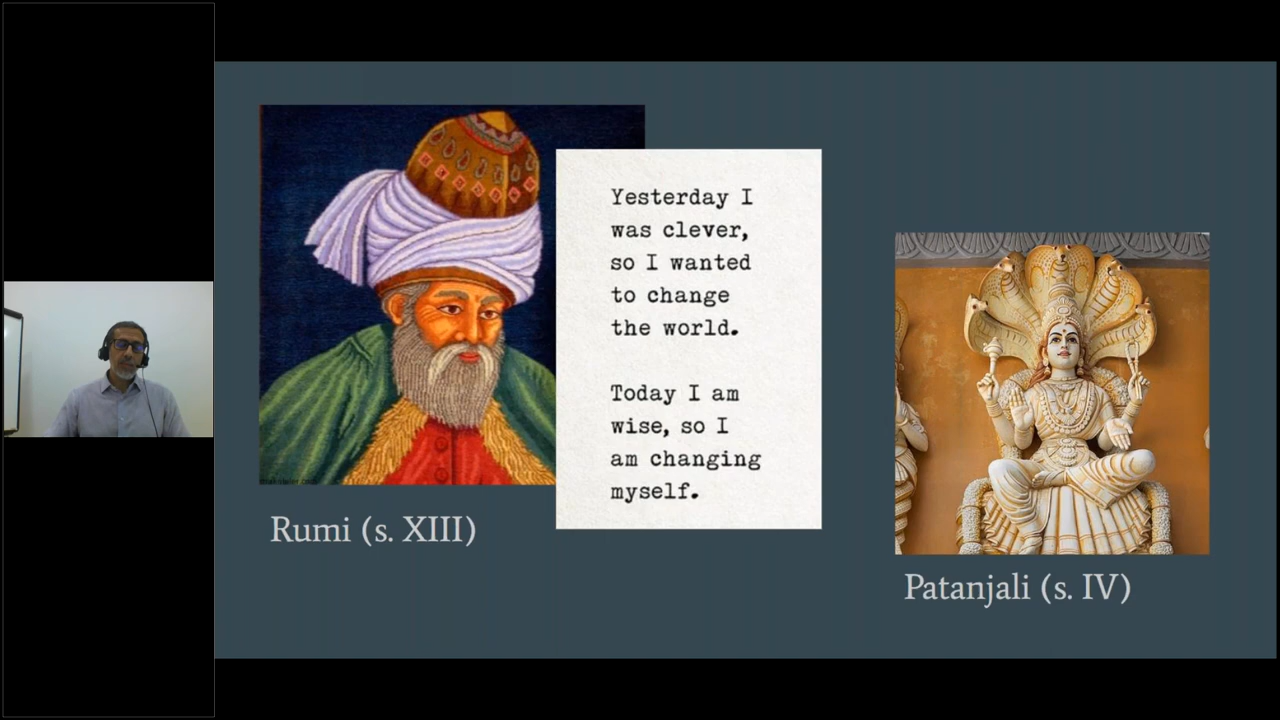 Yesterday I
was clever,
so I wanted
to change
the world.
Today I am
wise, so I
am changing
myself.
Rumi (s. XIII)
Patanjali (s. IV)